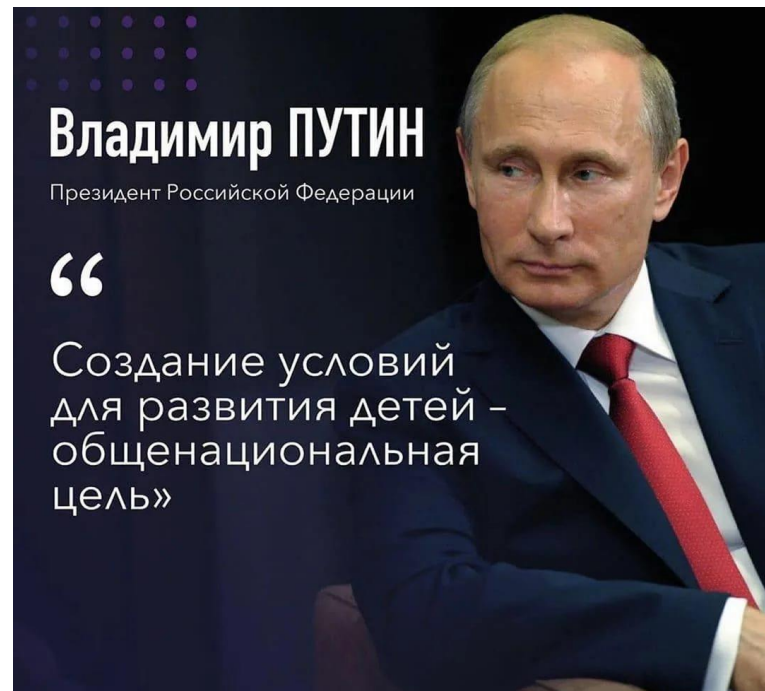 Владимир ПУТИН
Президент Российской Федерации
“
Создание условий
для развития детей –
общенациональная
цель»